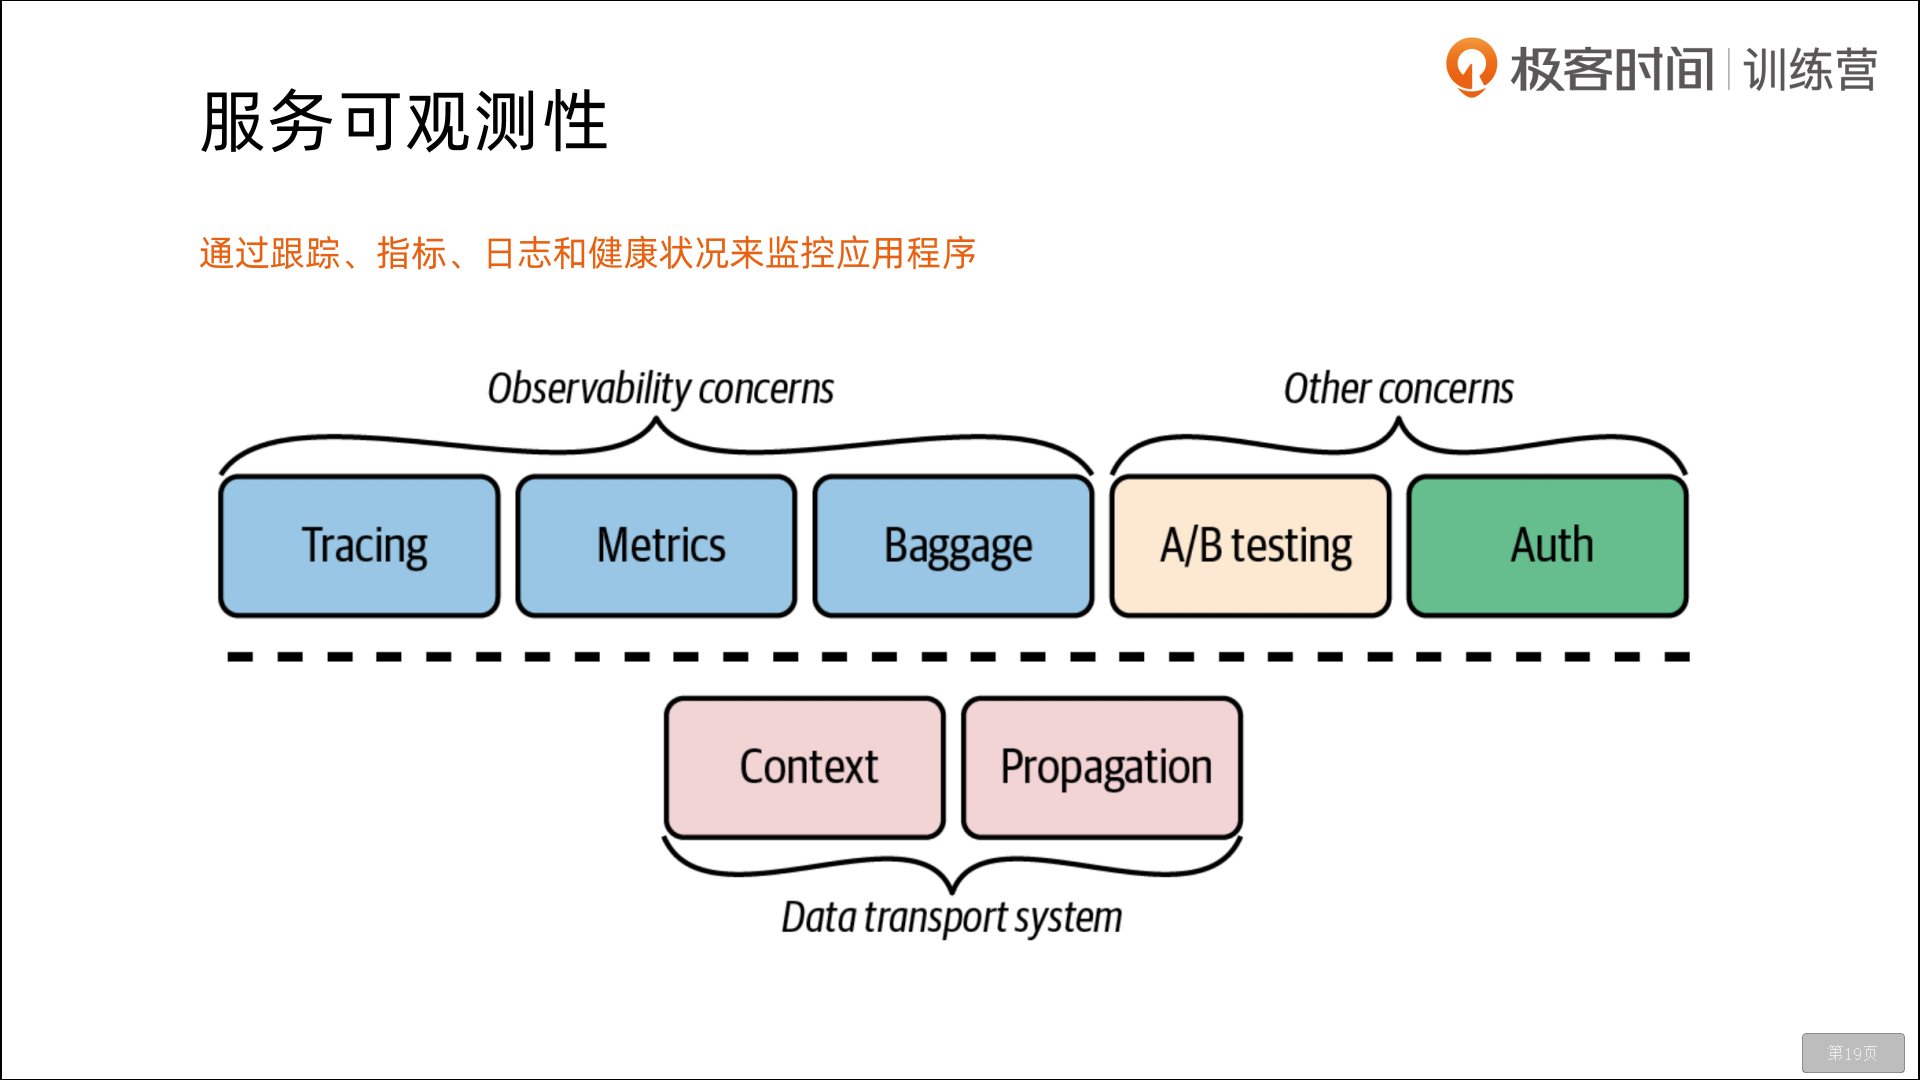 极客时间 训练营
服务可观测性
通过跟踪、指标、日志和健康状况来监控应用程序
Observability concerns
Other concerns
Tracing
Metrics
Baggage
A/B testing
Auth
Context
Propagation
Data transport system
第19页